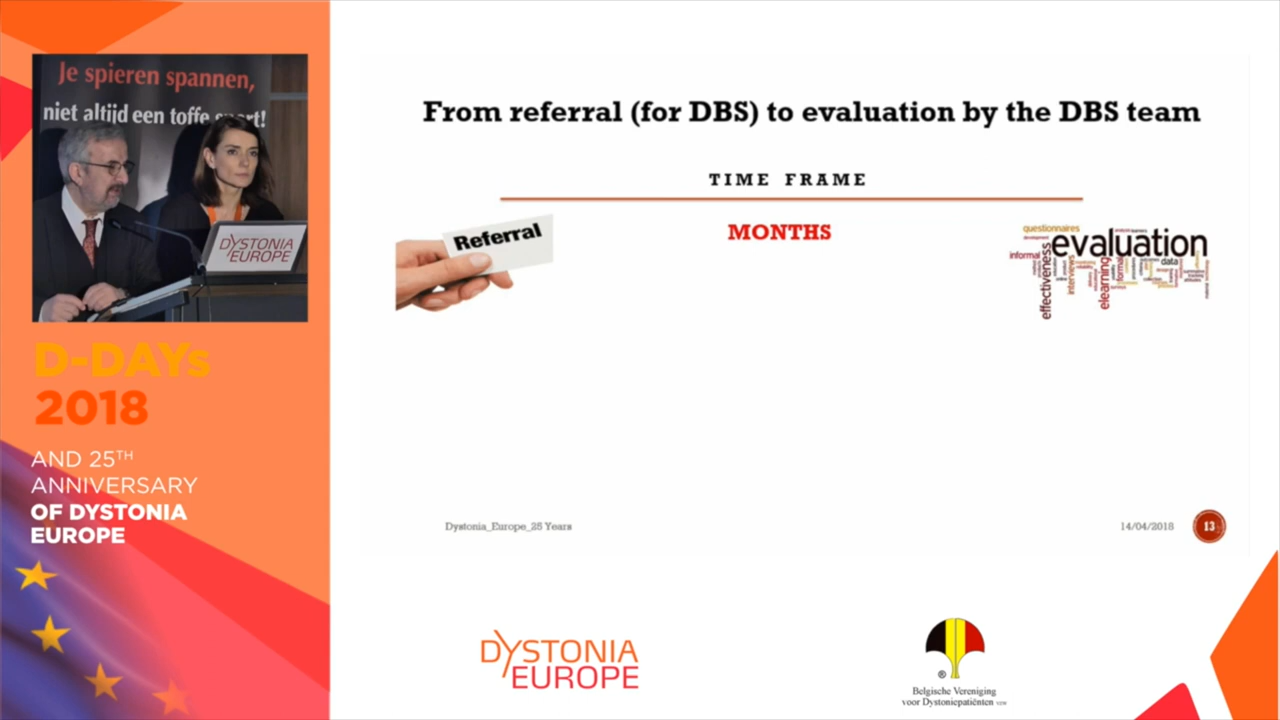 Je spieren spannen,
niet altijd een toffe
DYSTONIA
EUROPE
D-DAYs
2018
AND 25TH
ANNIVERSARY
OF DYSTONIA
EUROPE
From referral (for DBS) to evaluation by the DBS team
TIME FRAME
MONTHS
Referral
questionnaires
evaluation
informal
effectiveness
interviews
elearning
formal
data
Dystonia_Europe_25 Years
14/04/2018
13
DYSTONIA
EUROPE
®
Belgische Vereniging
voor Dystoniepatiënten vzw